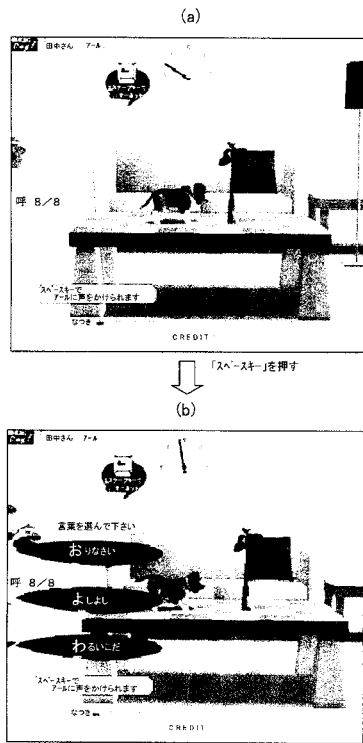 (a)
田中さん アール
呼 8/8
「スペースキー」で
アールに声をかけられます
なつき
CREDIT
「スペースキー」を押す
(b)
田中さん アール
言葉を選んで下さい
おりなさい
呼 8/8
よしよし
わるいこだ
「スペースキー」で
アールに声をかけられます
なつき
CREDIT